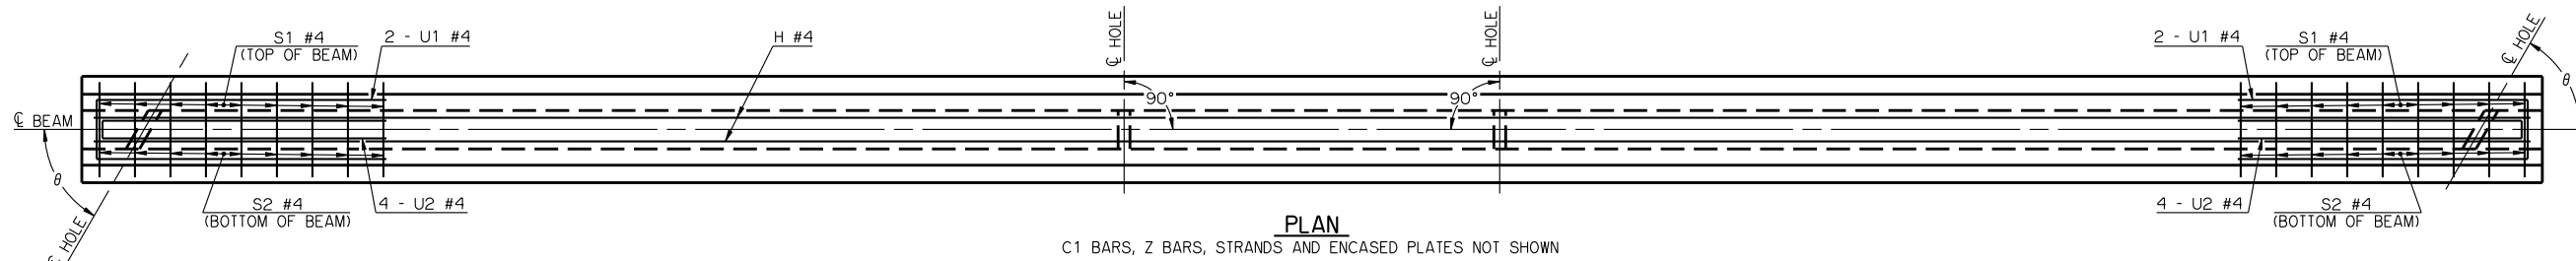 S1 #4
(TOP OF BEAM)
2 - U1 #4
H #4
℄ HOLE
℄ HOLE
2 - U1 #4
S1 #4
(TOP OF BEAM)
℄ HOLE
θ
90°
90°
℄ BEAM
θ
℄ HOLE
S2 #4
(BOTTOM OF BEAM)
4 - U2 #4
4 - U2 #4
S2 #4
(BOTTOM OF BEAM)
PLAN
C1 BARS, Z BARS, STRANDS AND ENCASED PLATES NOT SHOWN